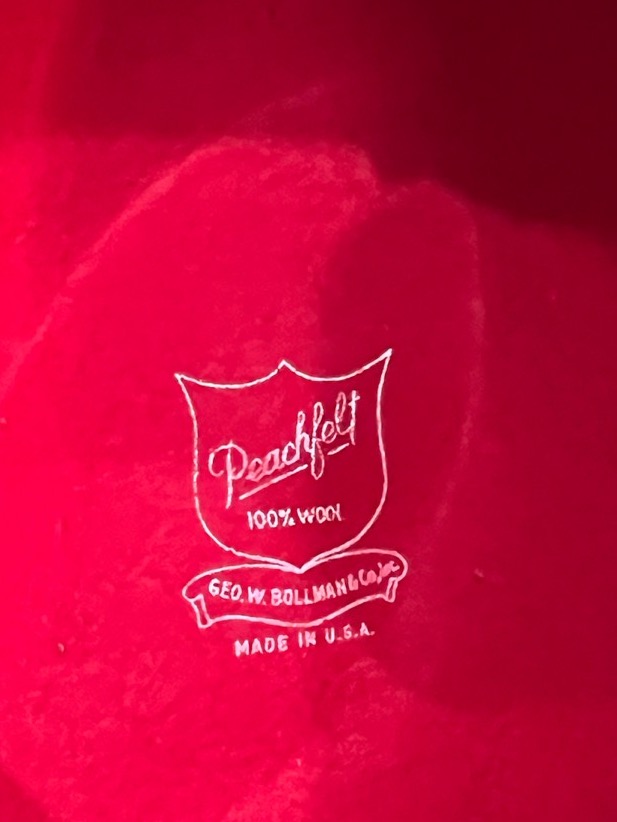 Peachfelt
100% WOOL
GEO. W. BOLLMAN & Co., Inc.
MADE IN U.S.A.